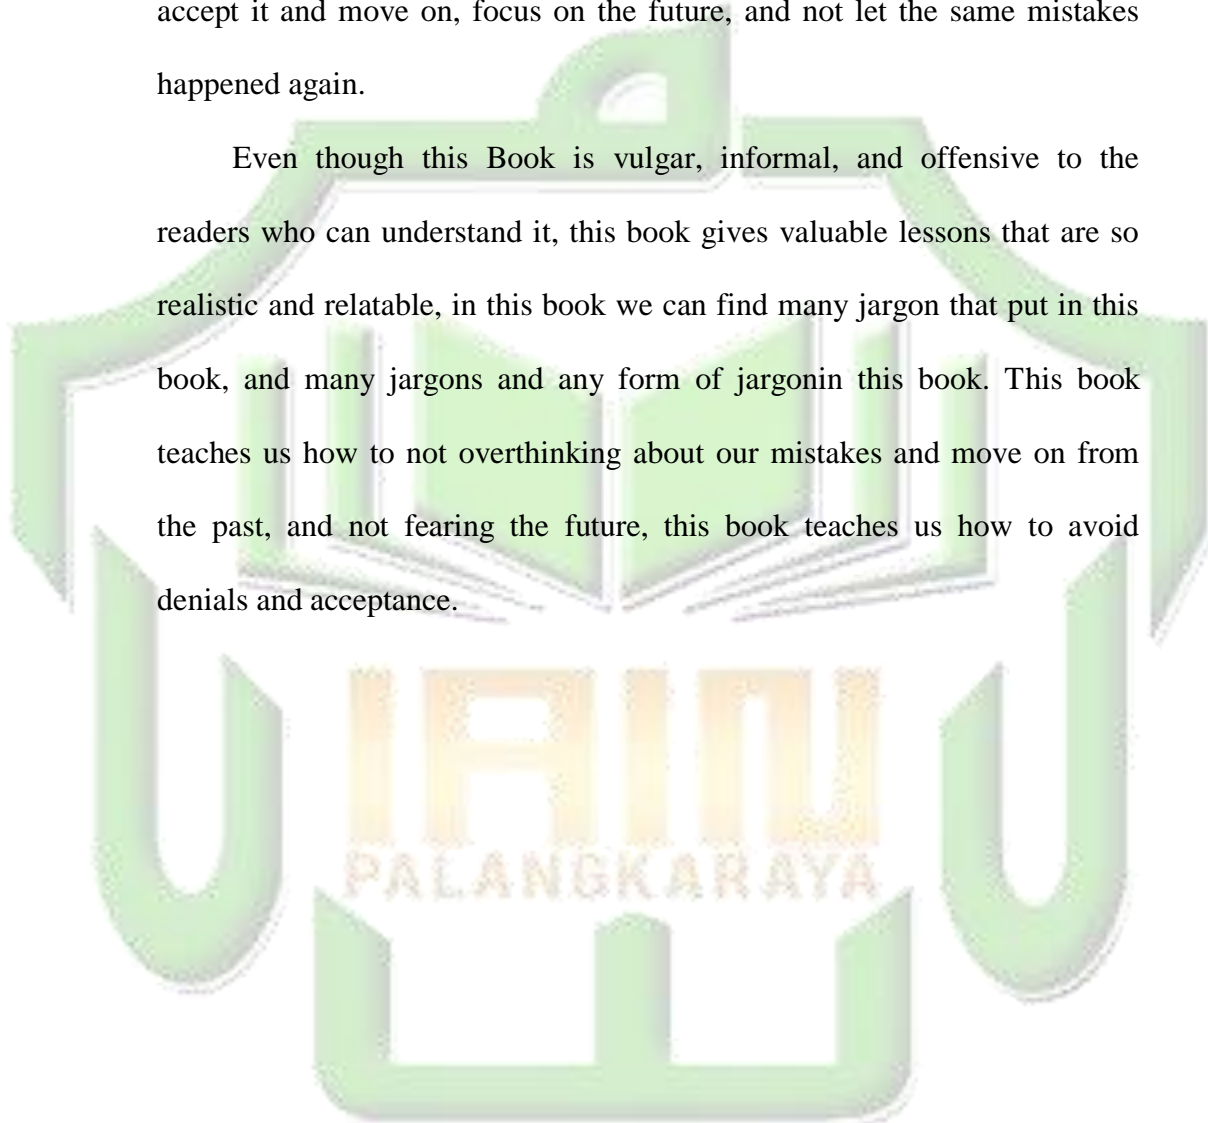 accept it and move on, focus on the future, and not let the same mistakes
happened again.
Even though this Book is vulgar, informal, and offensive to the
readers who can understand it, this book gives valuable lessons that are so
realistic and relatable, in this book we can find many jargon that put in this
book, and many jargons and any form of jargonin this book. This book
teaches us how to not overthinking about our mistakes and move on from
the past, and not fearing the future, this book teaches us how to avoid
denials and acceptance.
IAIN
PALANGKARAYA